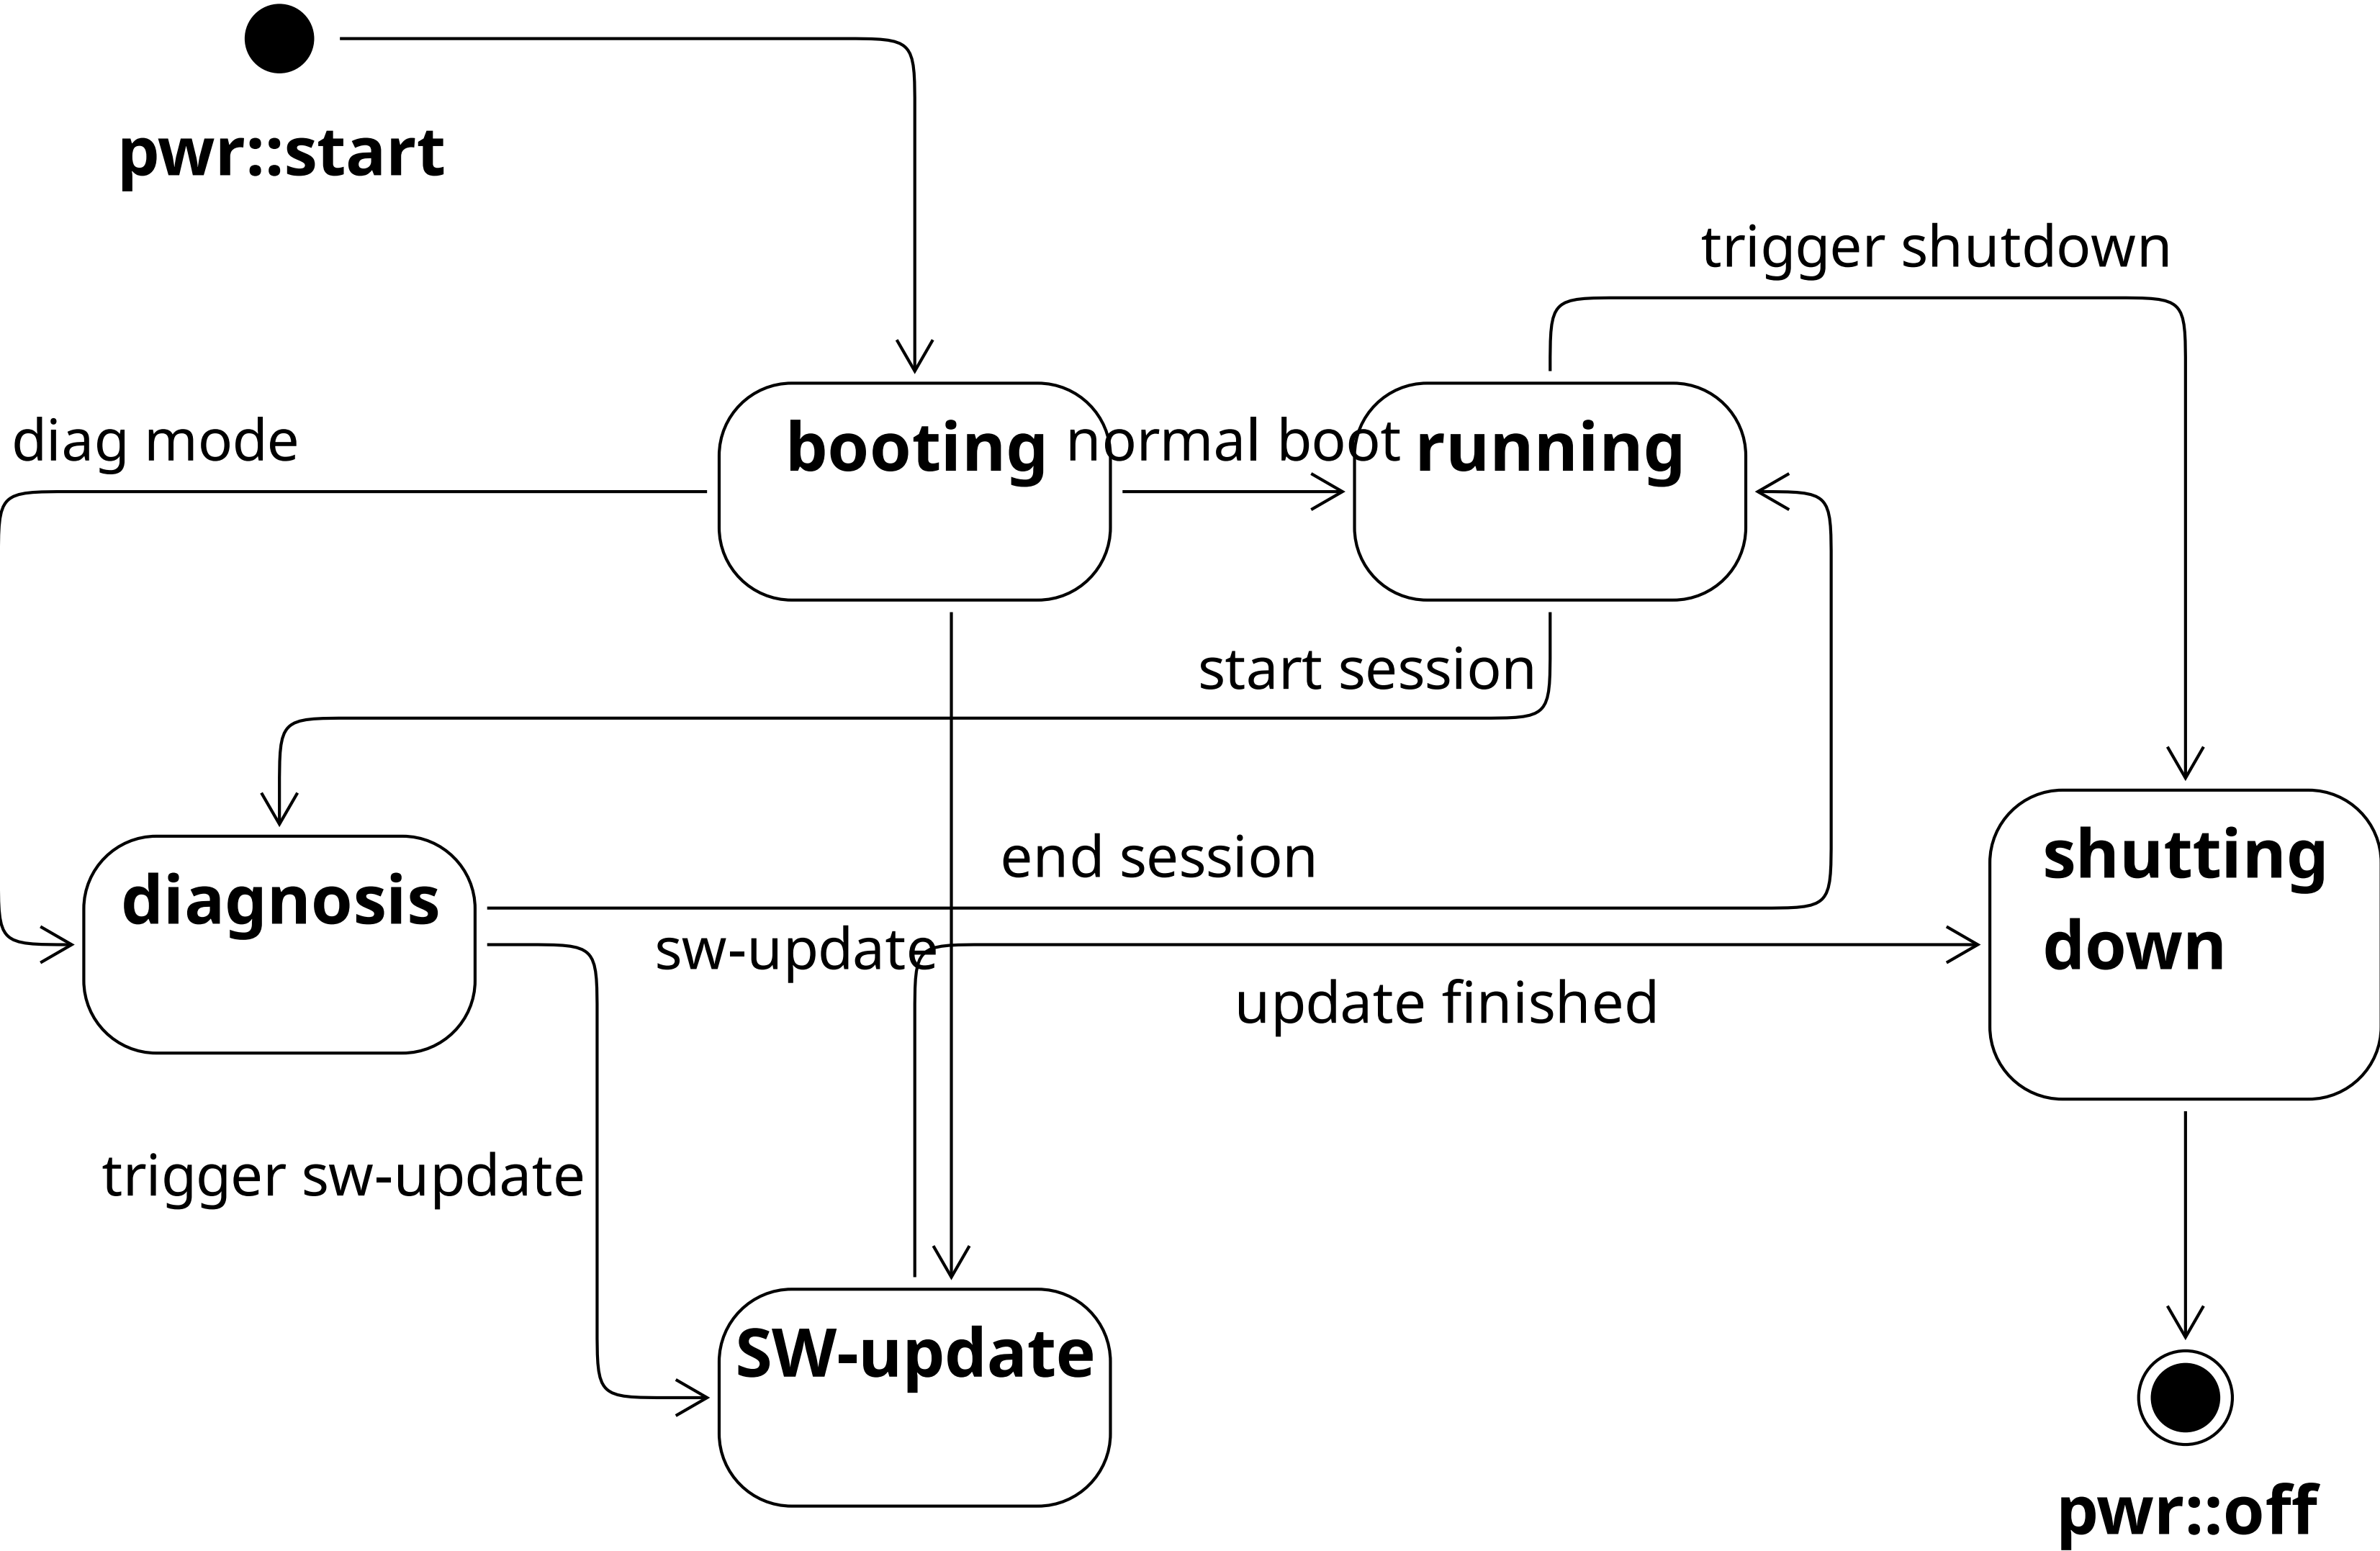 pwr::start
trigger shutdown
diag mode
booting
normal boot
running
start session
end session
diagnosis
shutting
down
sw-update
update finished
trigger sw-update
SW-update
pwr::off